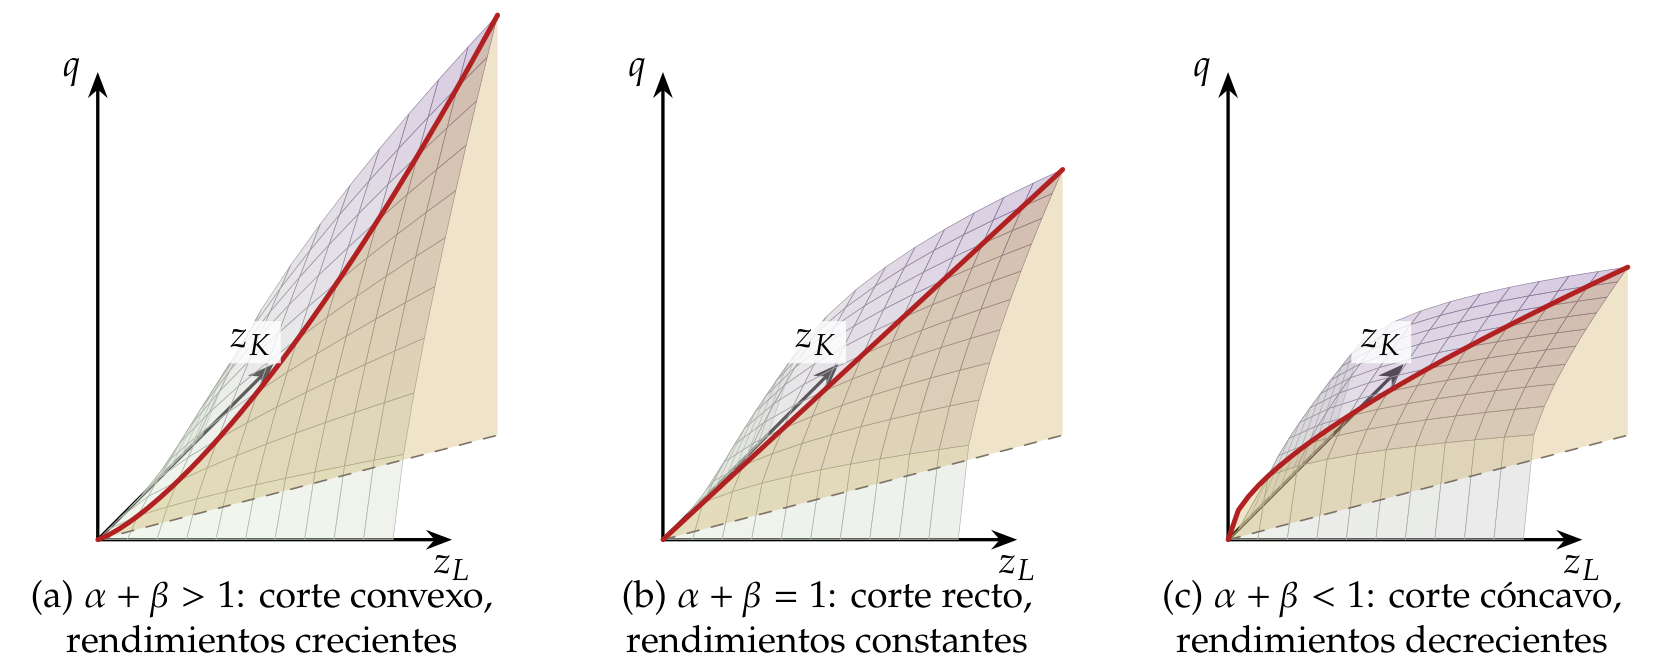 q
z_K
z_L
(a) α + β > 1: corte convexo,
rendimientos crecientes
q
z_K
z_L
(b) α + β = 1: corte recto,
rendimientos constantes
q
z_K
z_L
(c) α + β < 1: corte cóncavo,
rendimientos decrecientes